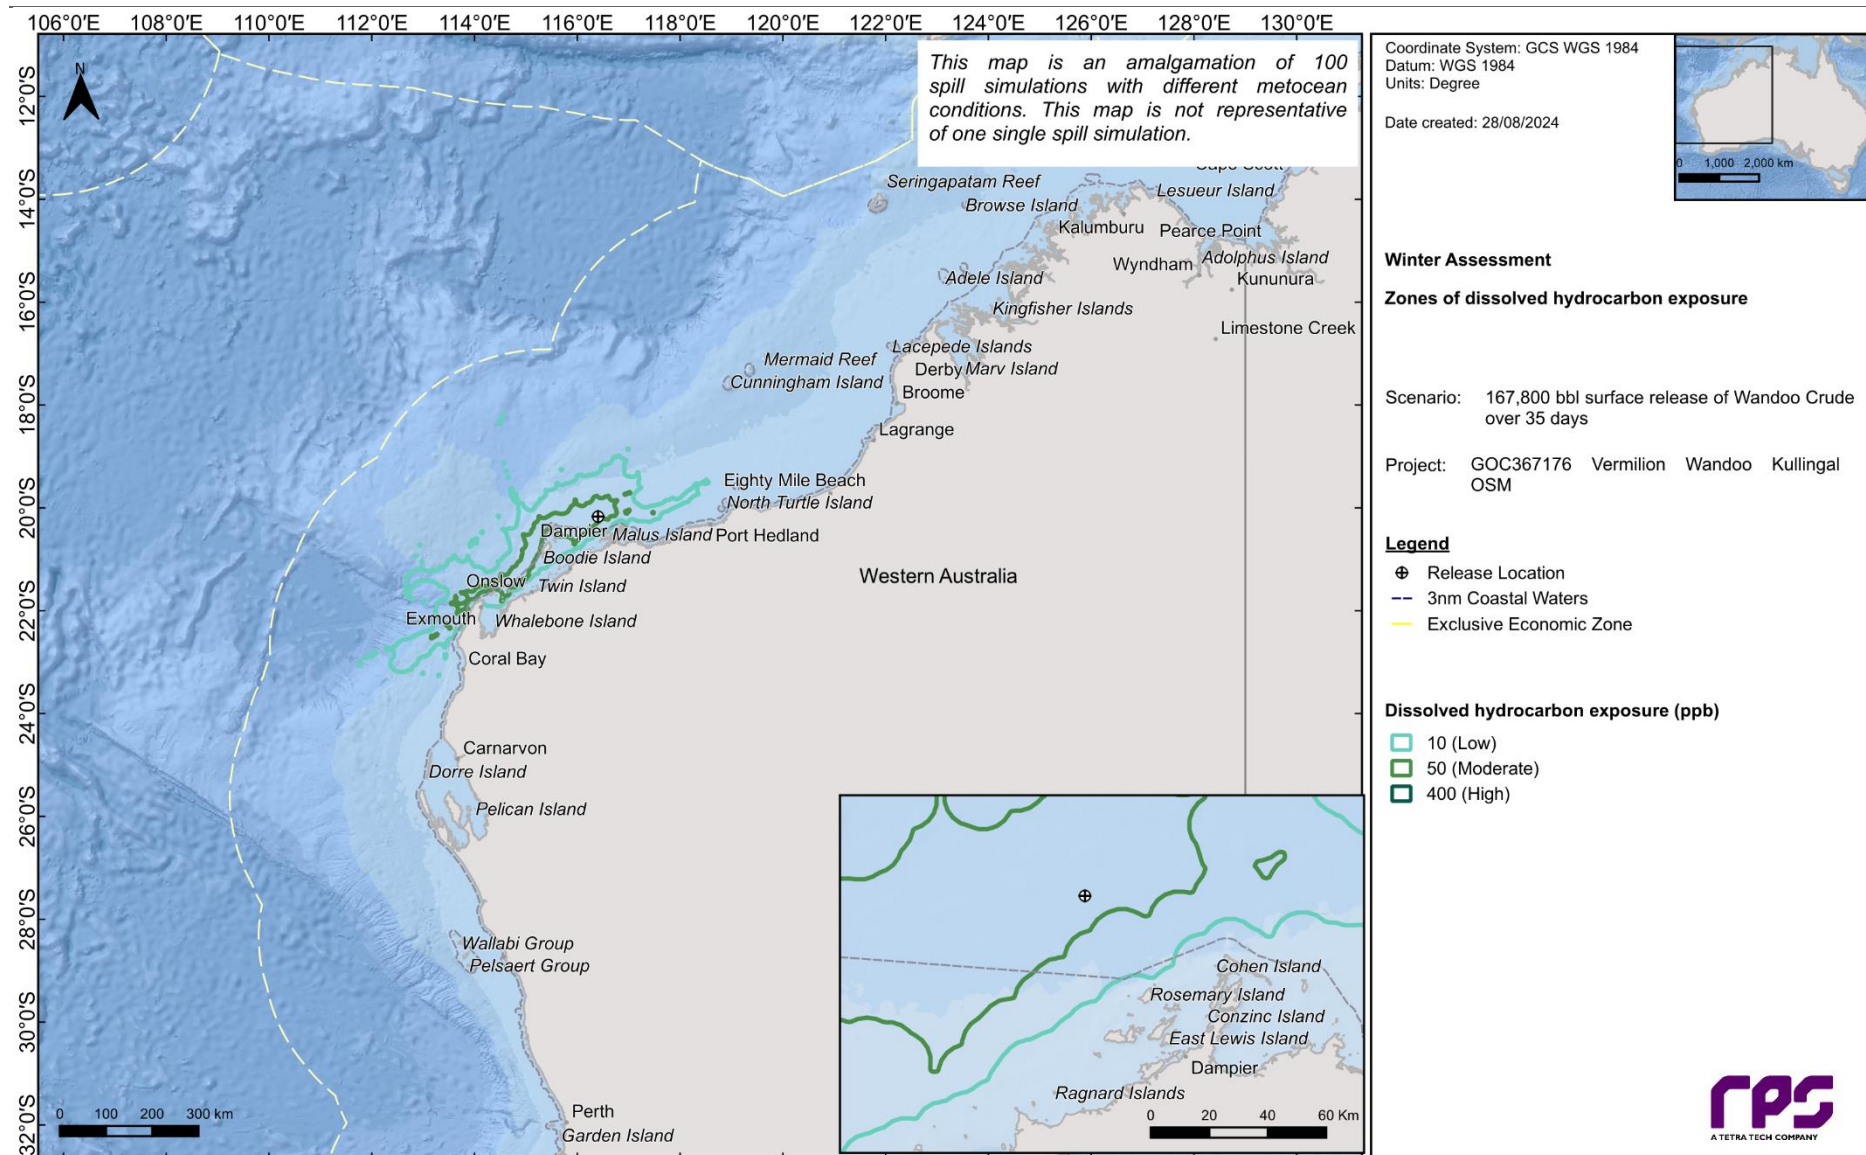 106°0'E 108°0'E 110°0'E 112°0'E 114°0'E 116°0'E 118°0'E 120°0'E 122°0'E 124°0'E 126°0'E 128°0'E 130°0'E
12°0'S
14°0'S
16°0'S
18°0'S
20°0'S
22°0'S
24°0'S
26°0'S
28°0'S
30°0'S
32°0'S
N
This map is an amalgamation of 100
spill simulations with different metocean
conditions. This map is not representative
of one single spill simulation.
Seringapatam Reef
Browse Island
Lesueur Island
Kalumburu
Pearce Point
Wyndham
Adolphus Island
Kununura
Adele Island
Kingfisher Islands
Limestone Creek
Lacepede Islands
Mermaid Reef
Derby
Marv Island
Cunningham Island
Broome
Lagrange
Eighty Mile Beach
North Turtle Island
Dampier
Malus Island
Port Hedland
Boodie Island
Onslow
Twin Island
Western Australia
Exmouth
Whalebone Island
Coral Bay
Carnarvon
Dorre Island
Pelican Island
Wallabi Group
Pelsaert Group
Perth
Garden Island
0 100 200 300 km
Cohen Island
Rosemary Island
Conzinc Island
East Lewis Island
Dampier
Ragnard Islands
0 20 40 60 Km
Coordinate System: GCS WGS 1984
Datum: WGS 1984
Units: Degree
Date created: 28/08/2024
0 1,000 2,000 km
Winter Assessment
Zones of dissolved hydrocarbon exposure
Scenario: 167,800 bbl surface release of Wandoo Crude
over 35 days
Project: GOC367176 Vermilion Wandoo Kullingal
OSM
Legend
Release Location
3nm Coastal Waters
Exclusive Economic Zone
Dissolved hydrocarbon exposure (ppb)
10 (Low)
50 (Moderate)
400 (High)
rps
A TETRA TECH COMPANY